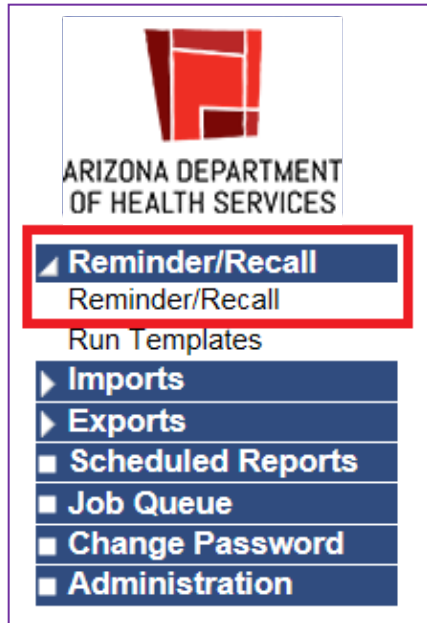 ARIZONA DEPARTMENT
OF HEALTH SERVICES
Reminder/Recall
Reminder/Recall
Run Templates
Imports
Exports
Scheduled Reports
Job Queue
Change Password
Administration